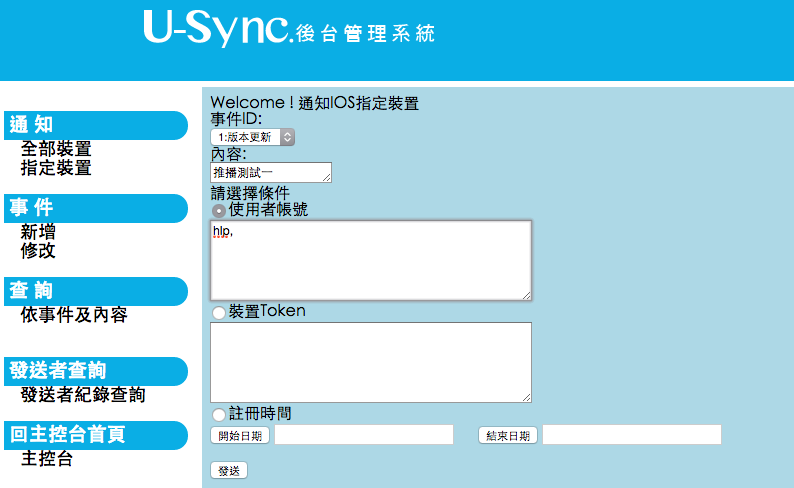 U-Sync.後台管理系統
通 知
全部裝置
指定裝置
事 件
新增
修改
查 詢
依事件及內容
發送者查詢
發送者紀錄查詢
回主控台首頁
主控台
Welcome ! 通知IOS指定裝置
事件ID:
1:版本更新
內容:
推播測試一
請選擇條件
使用者帳號
hlp,
裝置Token
註冊時間
開始日期 結束日期
發送